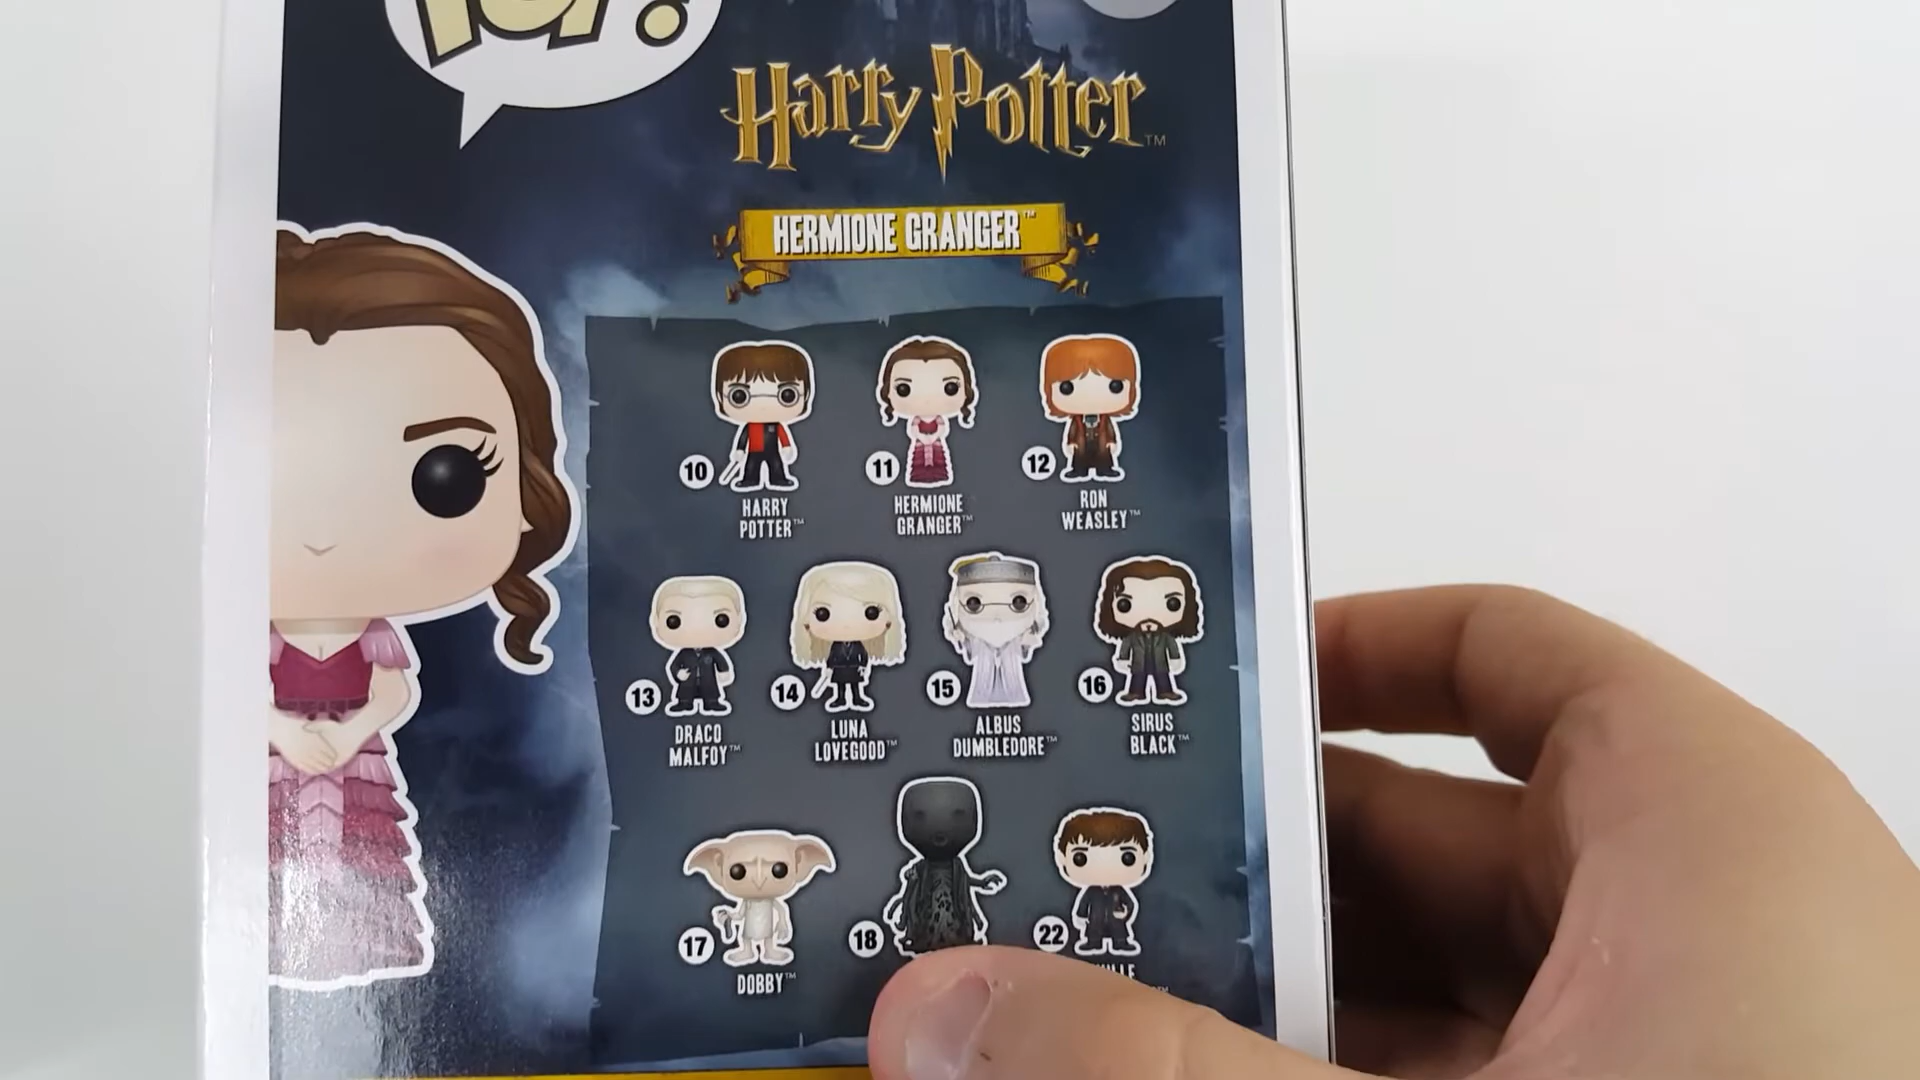 POP!
Harry Potter™
HERMIONE GRANGER™
10
HARRY
POTTER™
11
HERMIONE
GRANGER™
12
RON
WEASLEY™
13
DRACO
MALFOY™
14
LUNA
LOVEGOOD™
15
ALBUS
DUMBLEDORE™
16
SIRUS
BLACK™
17
DOBBY™
18
22